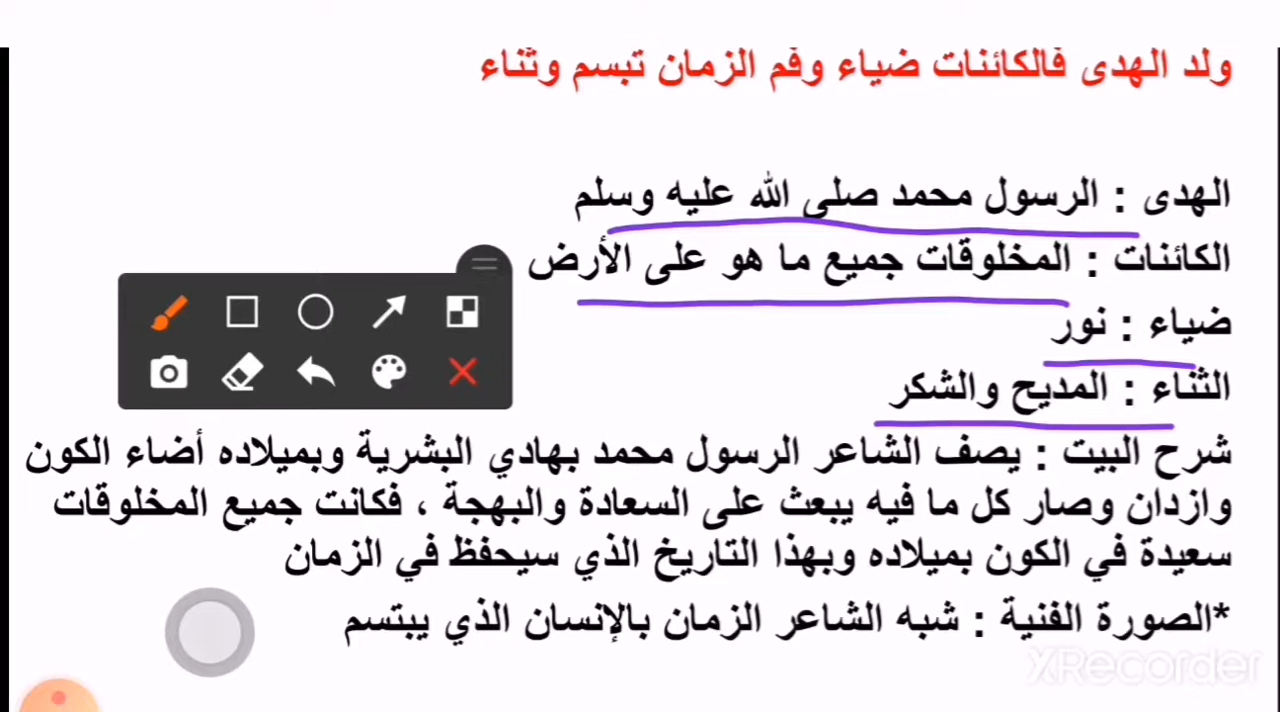 ولد الهدى فالكائنات ضياء وفم الزمان تبسم وثناء
الهدى : الرسول محمد صلى الله عليه وسلم
الكائنات : المخلوقات جميع ما هو على الأرض
ضياء : نور
الثناء : المديح والشكر
شرح البيت : يصف الشاعر الرسول محمد بهادي البشرية وبميلاده أضاء الكون
وازدان وصار كل ما فيه يبعث على السعادة والبهجة ، فكانت جميع المخلوقات
سعيدة في الكون بميلاده وبهذا التاريخ الذي سيحفظ في الزمان
*الصورة الفنية : شبه الشاعر الزمان بالإنسان الذي يبتسم
XRecorder